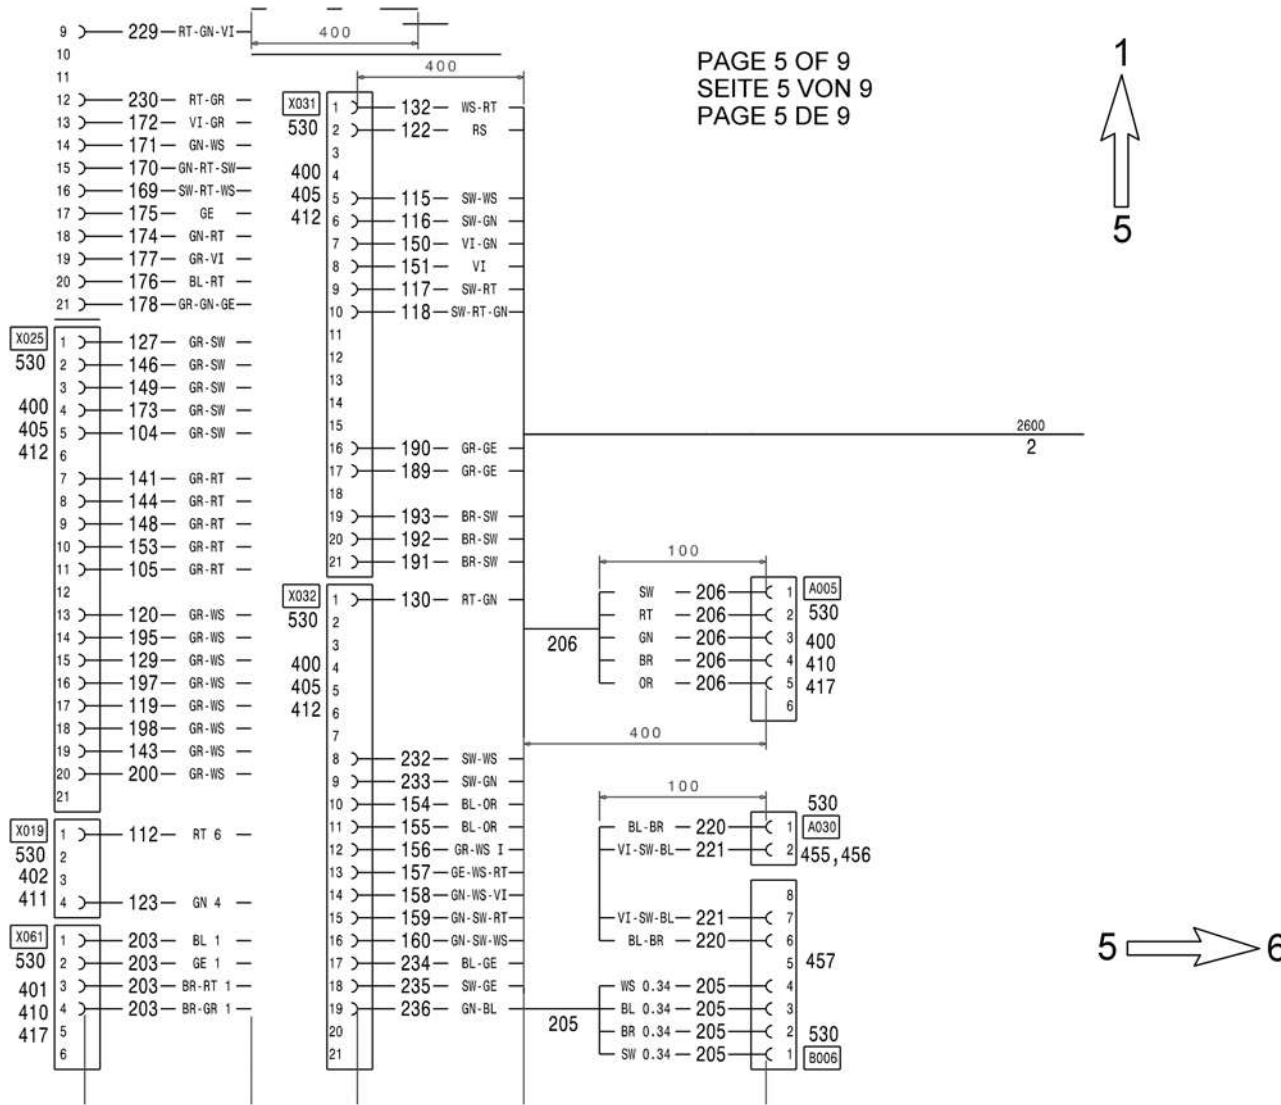 PAGE 5 OF 9
SEITE 5 VON 9
PAGE 5 DE 9
1
5
5
6
400
9 229 RT-GN-VI
10
11
12 230 RT-GR
13 172 VI-GR
14 171 GN-WS
15 170 GN-RT-SW
16 169 SW-RT-WS
17 175 GE
18 174 GN-RT
19 177 GR-VI
20 176 BL-RT
21 178 GR-GN-GE
X025
530
400
405
412
1 127 GR-SW
2 146 GR-SW
3 149 GR-SW
4 173 GR-SW
5 104 GR-SW
6
7 141 GR-RT
8 144 GR-RT
9 148 GR-RT
10 153 GR-RT
11 105 GR-RT
12
13 120 GR-WS
14 195 GR-WS
15 129 GR-WS
16 197 GR-WS
17 119 GR-WS
18 198 GR-WS
19 143 GR-WS
20 200 GR-WS
21
X019
530
402
411
1 112 RT 6
2
3
4 123 GN 4
X061
530
401
410
417
1 203 BL 1
2 203 GE 1
3 203 BR-RT 1
4 203 BR-GR 1
5
6
400
X031
530
400
405
412
1 132 WS-RT
2 122 RS
3
4
5 115 SW-WS
6 116 SW-GN
7 150 VI-GN
8 151 VI
9 117 SW-RT
10 118 SW-RT-GN
11
12
13
14
15
16 190 GR-GE
17 189 GR-GE
18
19 193 BR-SW
20 192 BR-SW
21 191 BR-SW
X032
530
400
405
412
1 130 RT-GN
2
3
4
5
6
7
8 232 SW-WS
9 233 SW-GN
10 154 BL-OR
11 155 BL-OR
12 156 GR-WS I
13 157 GE-WS-RT
14 158 GN-WS-VI
15 159 GN-SW-RT
16 160 GN-SW-WS
17 234 BL-GE
18 235 SW-GE
19 236 GN-BL
20
21
2600
2
100
206
SW 206 1
RT 206 2
GN 206 3
BR 206 4
OR 206 5
6
A005
530
400
410
417
400
100
BL-BR 220 1
VI-SW-BL 221 2
530
A030
455,456
8
VI-SW-BL 221 7
BL-BR 220 6
5
205
WS 0.34 205 4
BL 0.34 205 3
BR 0.34 205 2
SW 0.34 205 1
457
530
B006